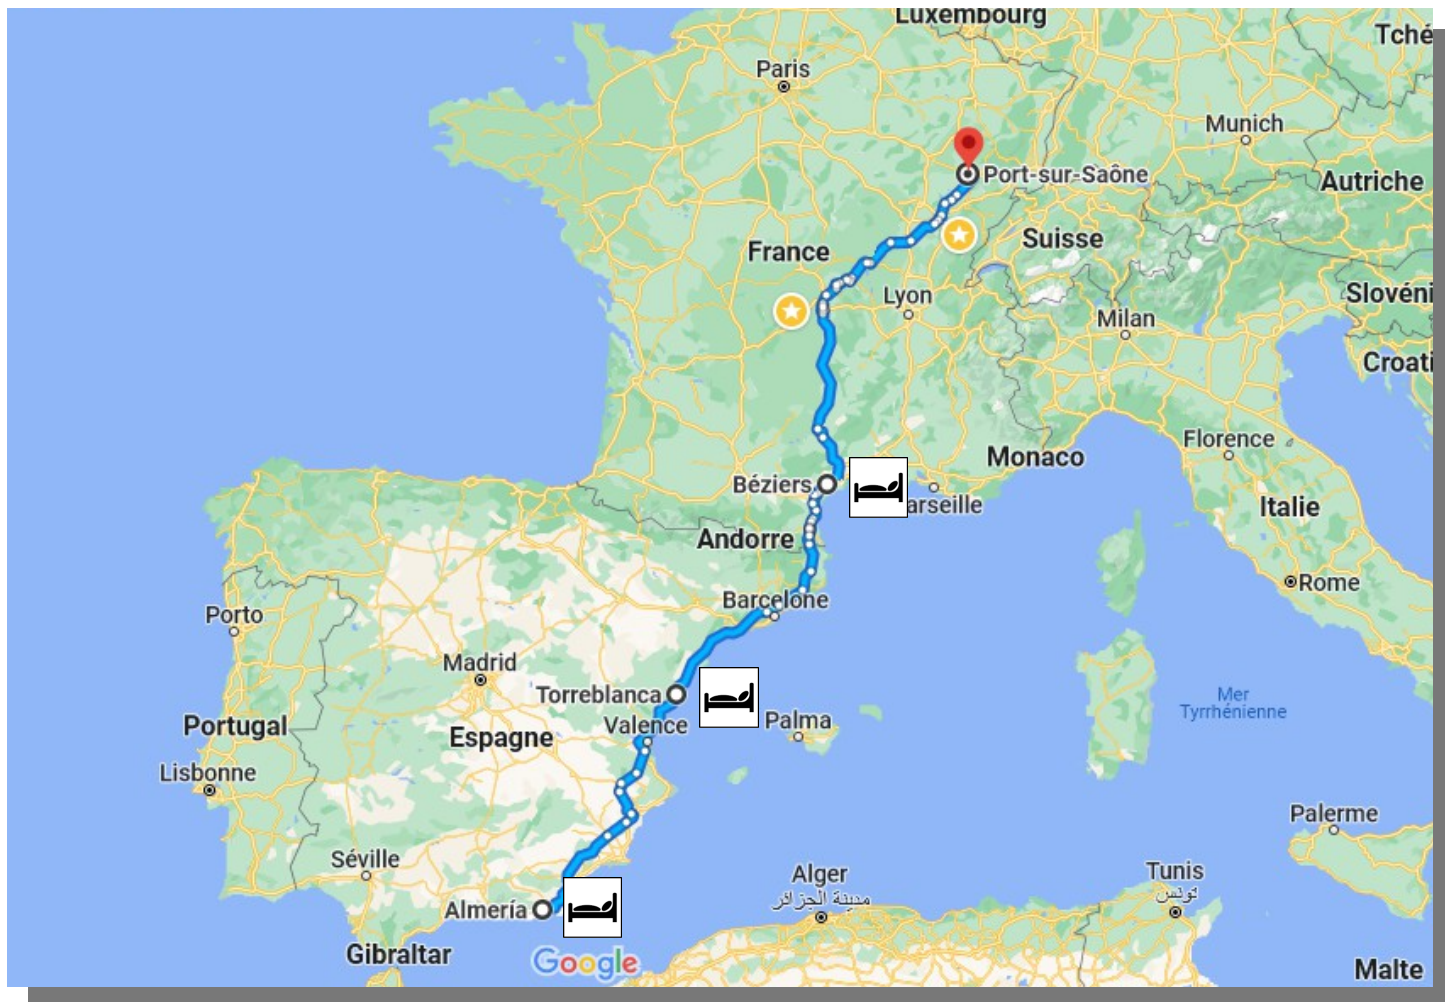 Luxembourg
Tché
Paris
Munich
Port-sur-Saône
Autriche
Suisse
France
Lyon
Slovéni
Milan
Croati
Florence
Monaco
Béziers
arseille
Italie
Andorre
Rome
Barcelone
Porto
Madrid
Torreblanca
Mer
Tyrrhénienne
Palma
Valence
Portugal
Espagne
Lisbonne
Palerme
Séville
Alger
مدينة الجزائر
Tunis
تونس
Almería
Gibraltar
Google
Malte